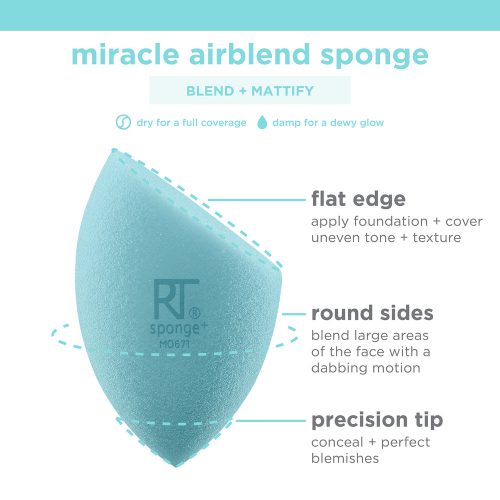 miracle airblend sponge
BLEND + MATTIFY
dry for a full coverage damp for a dewy glow
flat edge
apply foundation + cover
uneven tone + texture
RT®
sponge+
MO671
round sides
blend large areas
of the face with a
dabbing motion
precision tip
conceal + perfect
blemishes